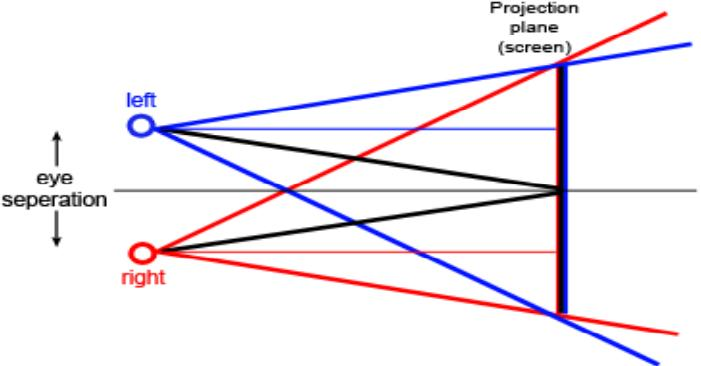 Projection
plane
(screen)
left
eye
seperation
right